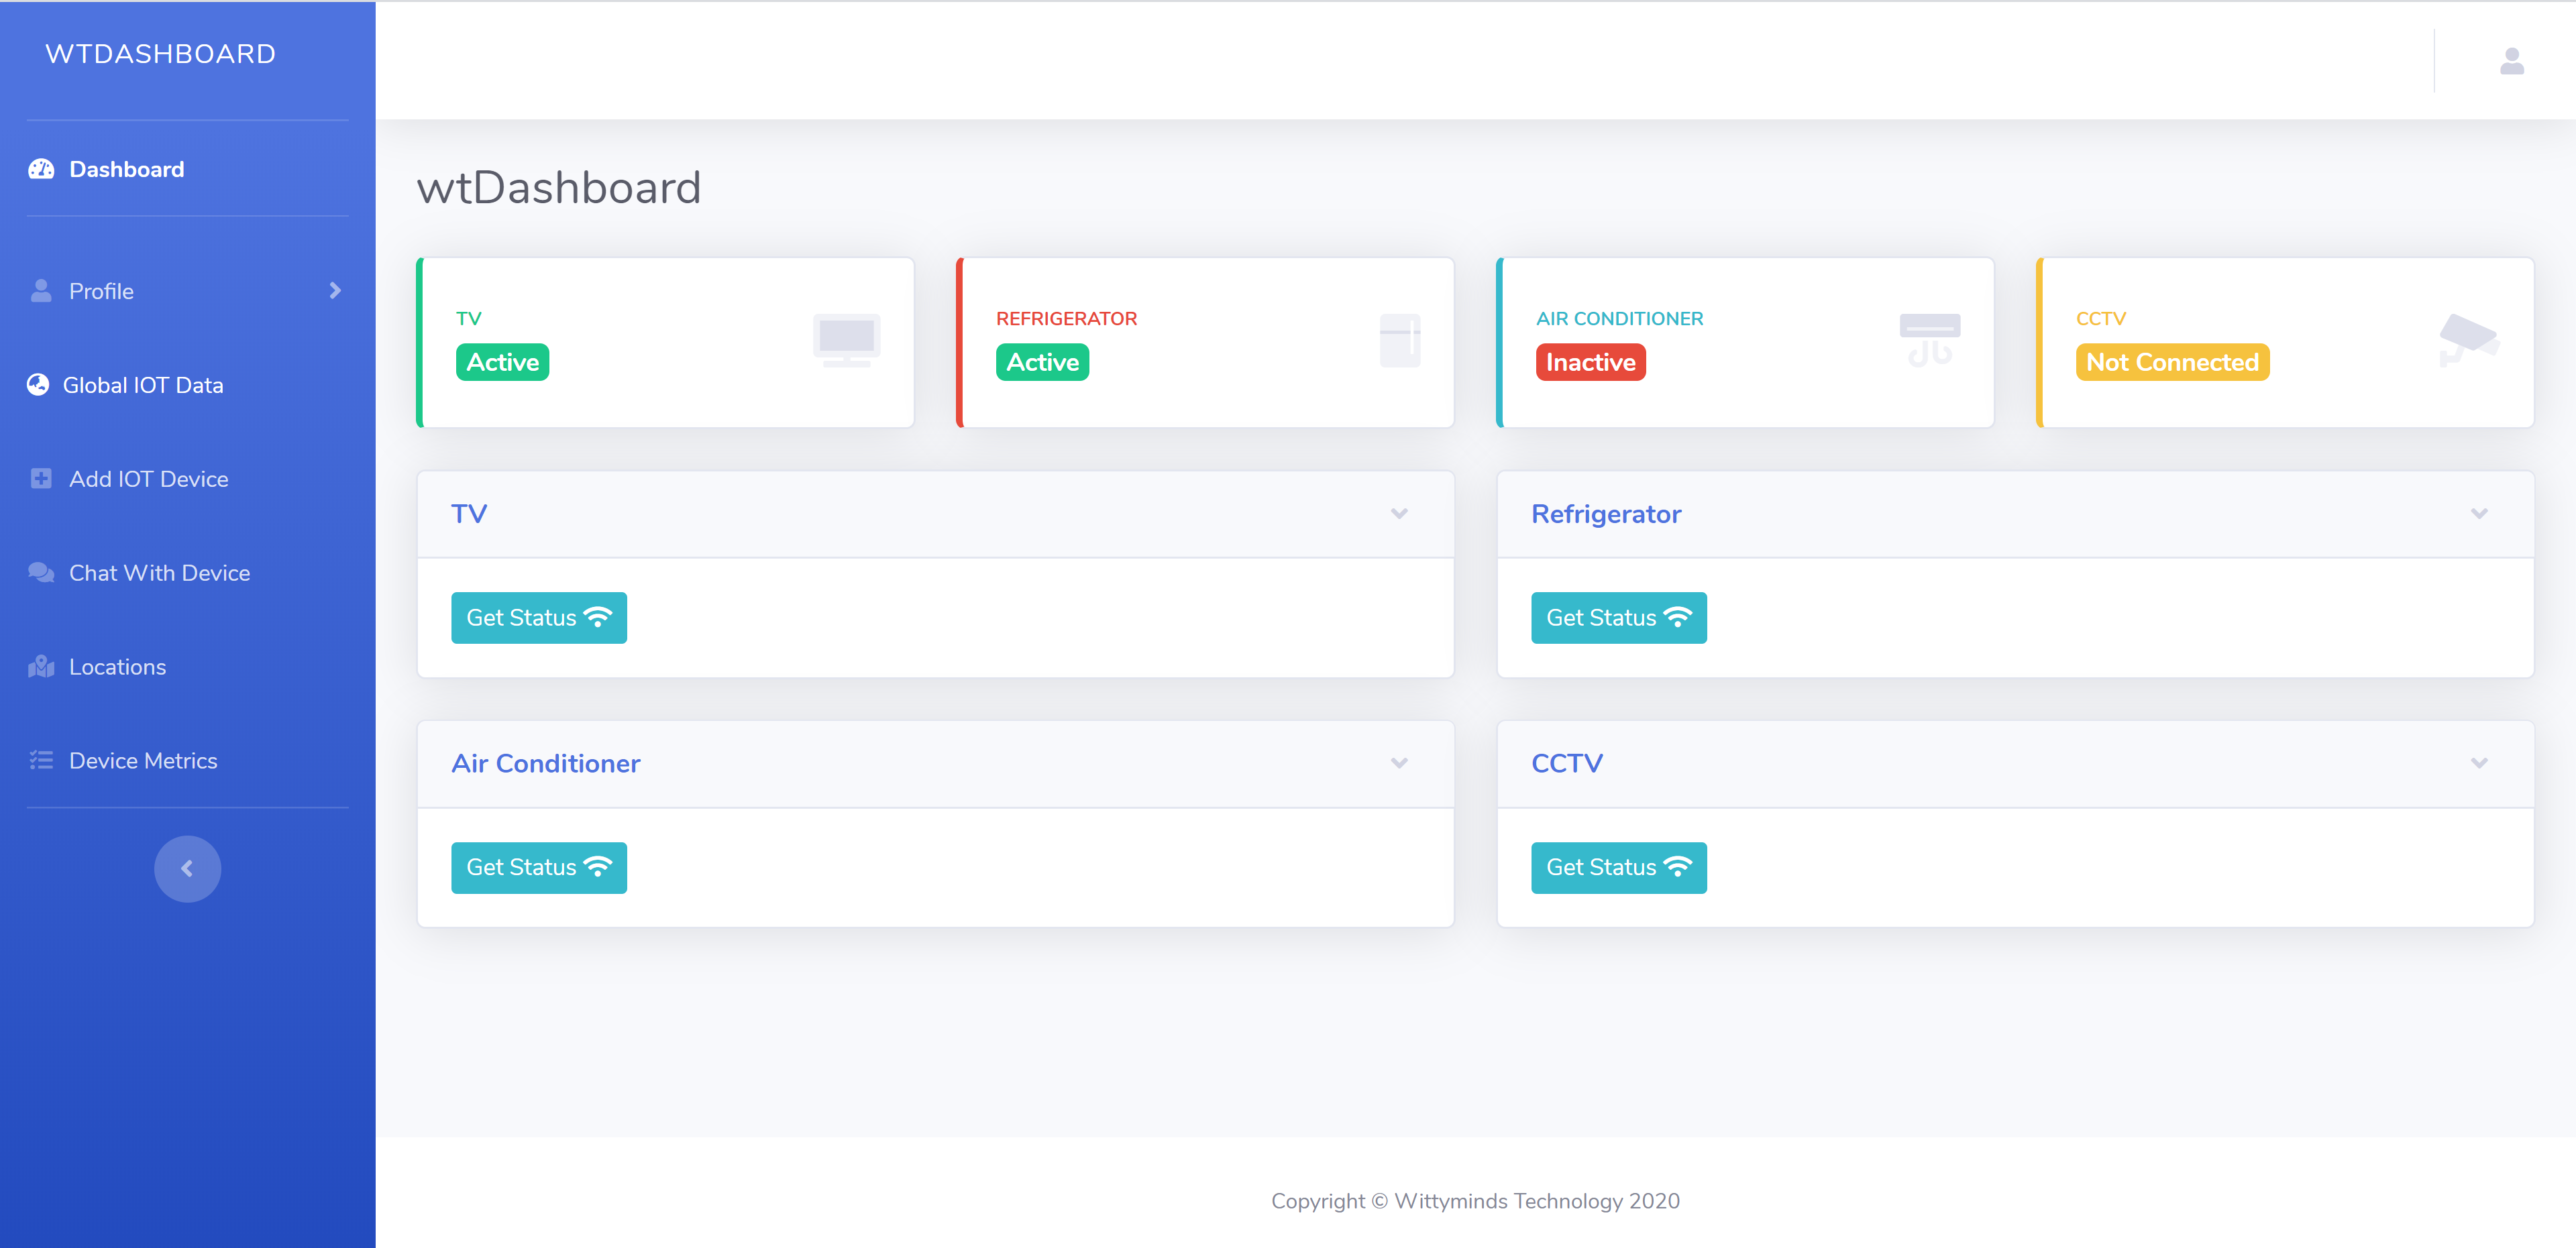 WTDASHBOARD
Dashboard
Profile
Global IOT Data
Add IOT Device
Chat With Device
Locations
Device Metrics
wtDashboard
TV
Active
REFRIGERATOR
Active
AIR CONDITIONER
Inactive
CCTV
Not Connected
TV
Get Status
Refrigerator
Get Status
Air Conditioner
Get Status
CCTV
Get Status
Copyright © Wittyminds Technology 2020